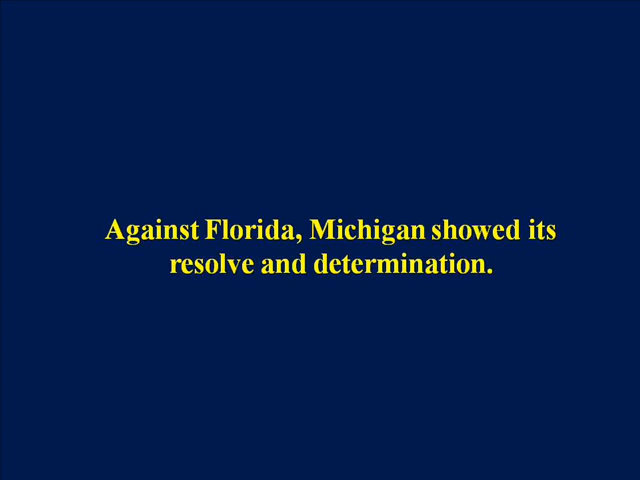 Against Florida, Michigan showed its
resolve and determination.